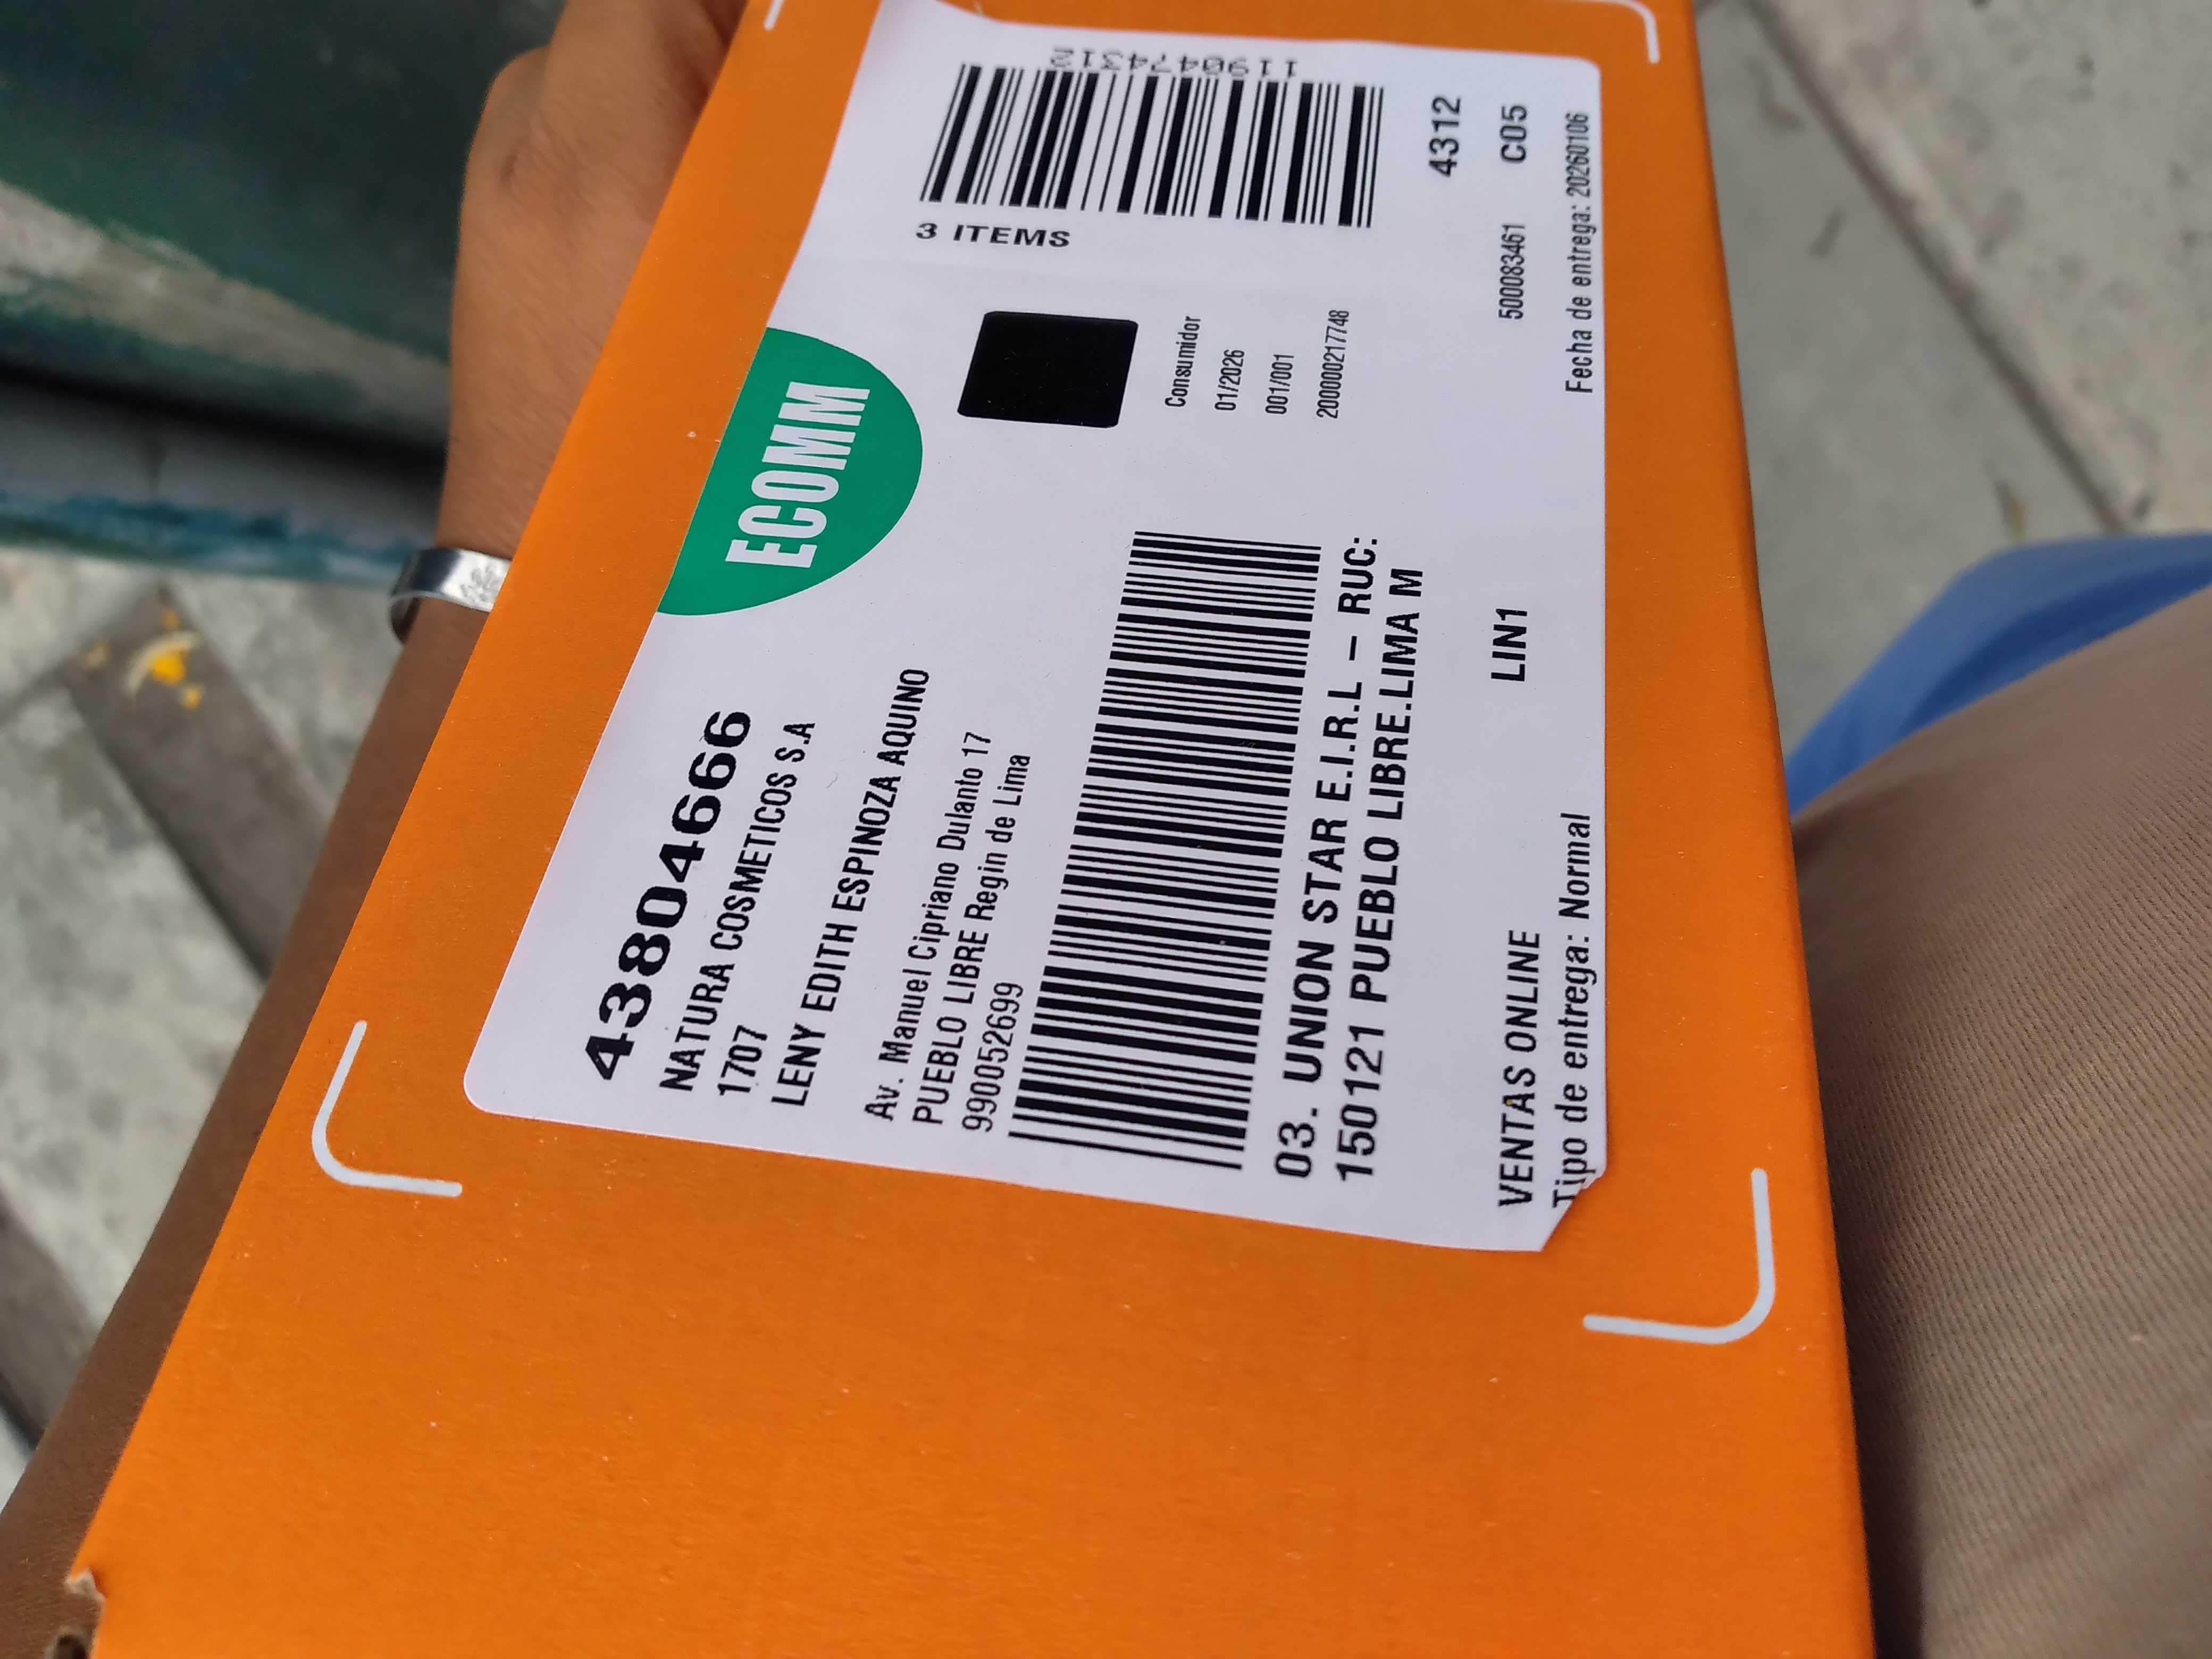 43804666
NATURA COSMETICOS S.A
1707
LENY EDITH ESPINOZA AQUINO
Av. Manuel Cipriano Dulanto 17
PUEBLO LIBRE Regin de Lima
990052699
ECOMM
3 ITEMS
1190474312
Consumidor
01/2026
001/001
200000217748
03. UNION STAR E.I.R.L – RUC:
150121 PUEBLO LIBRE.LIMA M
4312
VENTAS ONLINE LIN1 500083461 C05
Tipo de entrega: Normal Fecha de entrega: 20260106